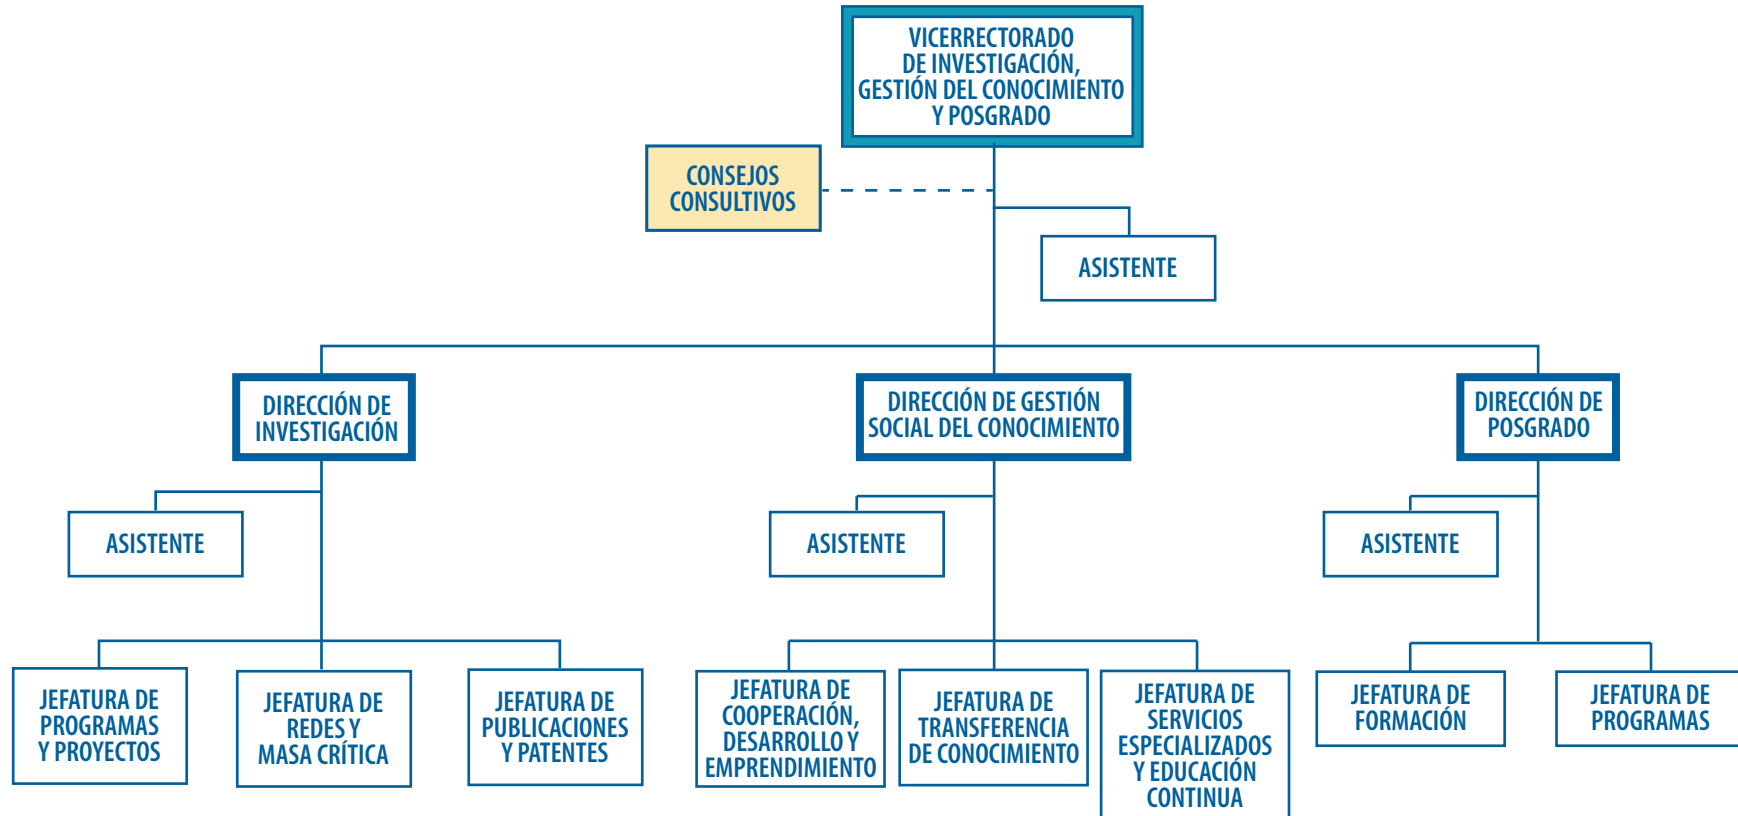 VICERRECTORADO
DE INVESTIGACIÓN,
GESTIÓN DEL CONOCIMIENTO
Y POSGRADO
CONSEJOS
CONSULTIVOS
ASISTENTE
DIRECCIÓN DE
INVESTIGACIÓN
DIRECCIÓN DE GESTIÓN
SOCIAL DEL CONOCIMIENTO
DIRECCIÓN DE
POSGRADO
ASISTENTE
ASISTENTE
ASISTENTE
JEFATURA DE
PROGRAMAS
Y PROYECTOS
JEFATURA DE
REDES Y
MASA CRÍTICA
JEFATURA DE
PUBLICACIONES
Y PATENTES
JEFATURA DE
COOPERACIÓN,
DESARROLLO Y
EMPRENDIMIENTO
JEFATURA DE
TRANSFERENCIA
DE CONOCIMIENTO
JEFATURA DE
SERVICIOS
ESPECIALIZADOS
Y EDUCACIÓN
CONTINUA
JEFATURA DE
FORMACIÓN
JEFATURA DE
PROGRAMAS